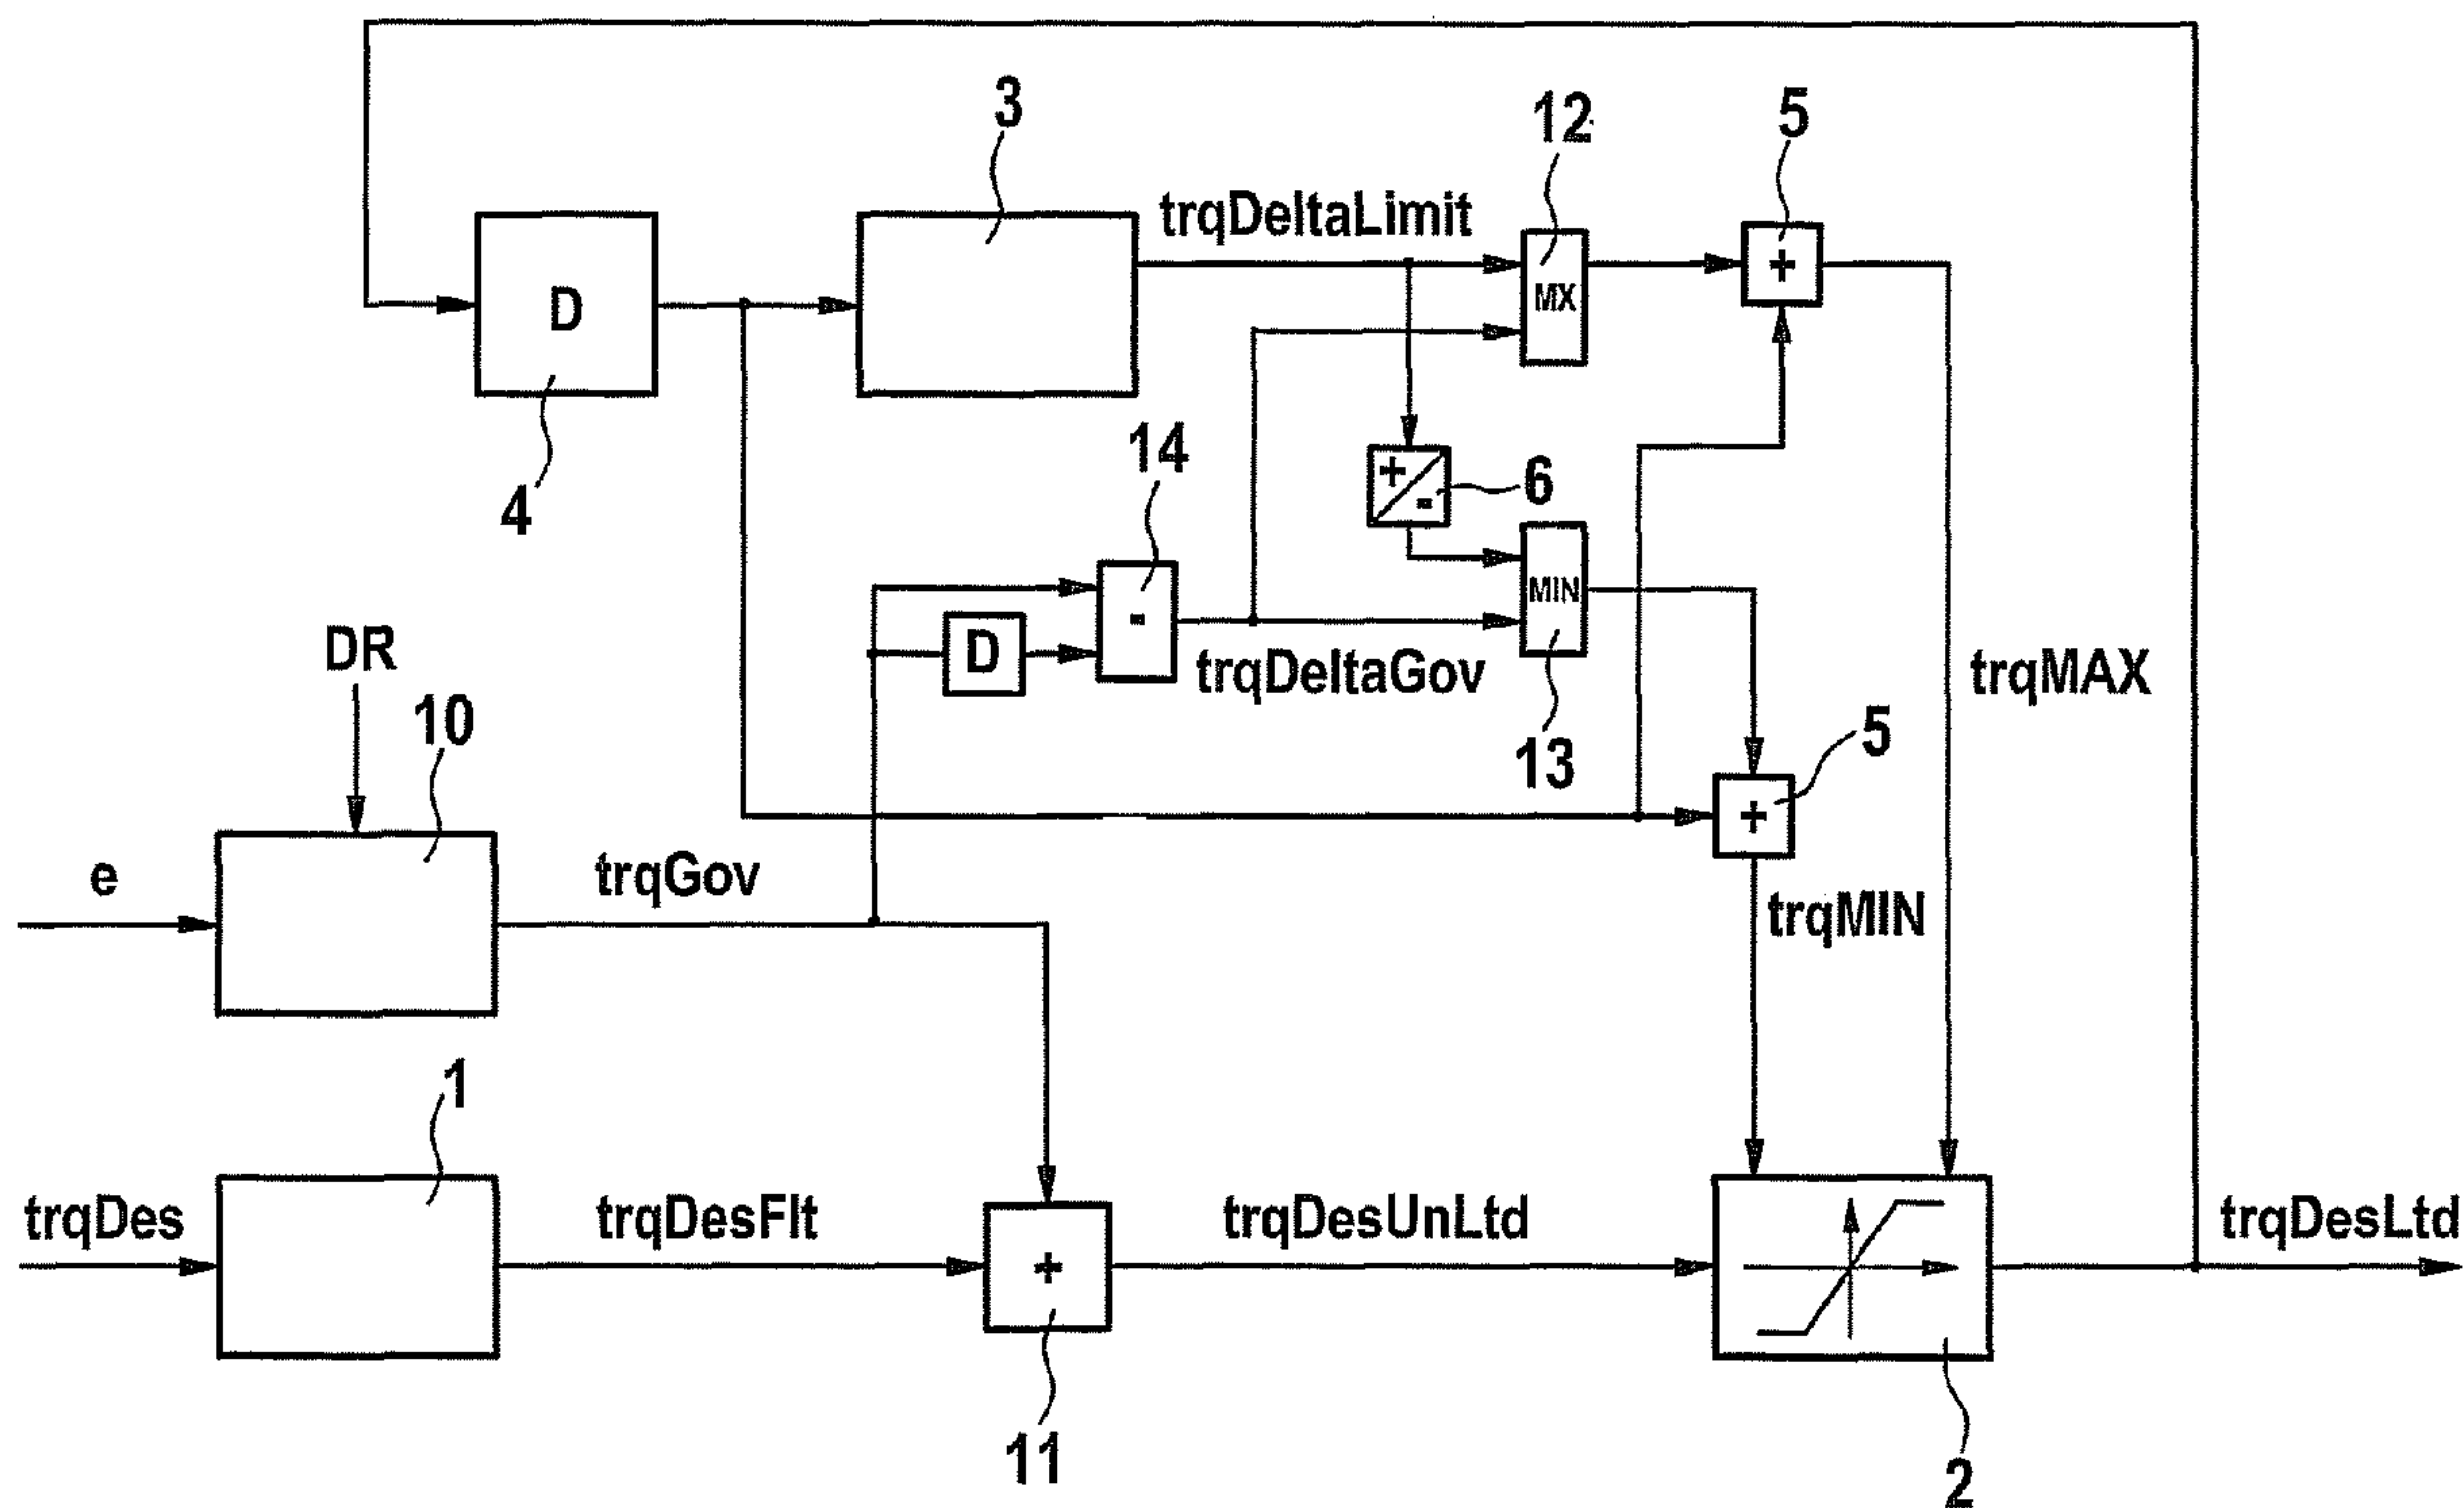 3
12
5
trqDeltaLimit
D
MX
+
4
14
+
-
6
MIN
-
D
trqDeltaGov
13
DR
10
trqMAX
5
+
e
trqGov
trqMIN
1
trqDes
trqDesFlt
+
trqDesUnLtd
trqDesLtd
11
2